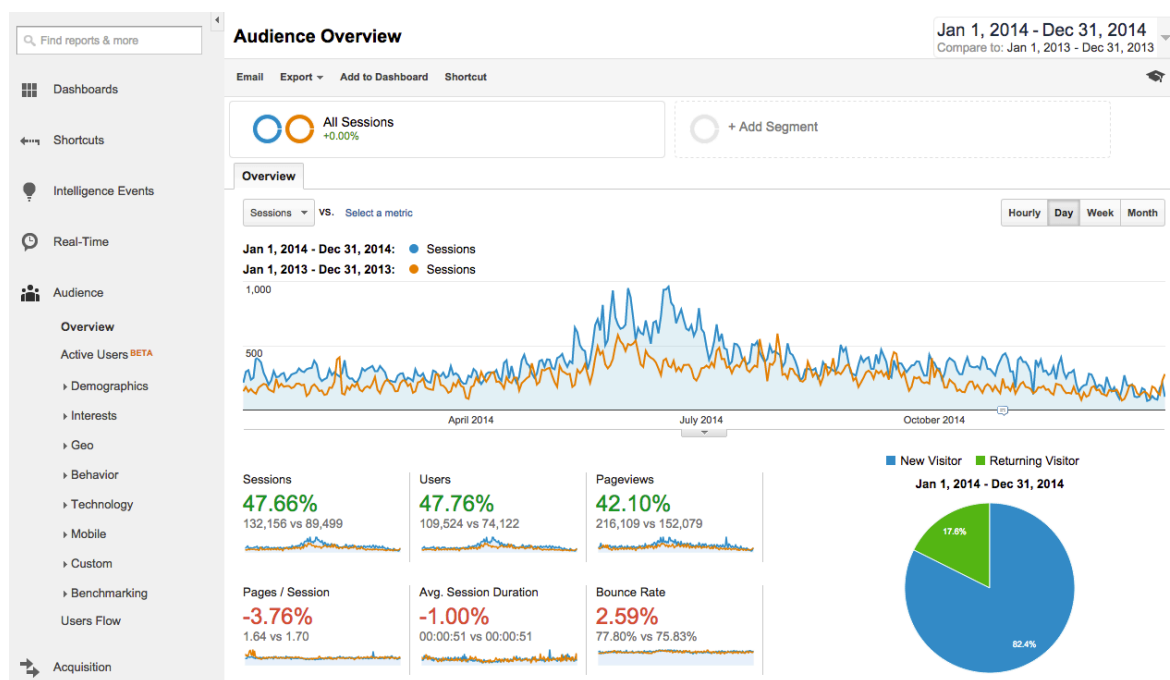 Find reports & more
Dashboards
Shortcuts
Intelligence Events
Real-Time
Audience
Overview
Active Users BETA
Demographics
Interests
Geo
Behavior
Technology
Mobile
Custom
Benchmarking
Users Flow
Acquisition
Audience Overview
Jan 1, 2014 - Dec 31, 2014
Compare to: Jan 1, 2013 - Dec 31, 2013
Email Export Add to Dashboard Shortcut
All Sessions
+0.00%
+ Add Segment
Overview
Sessions VS. Select a metric
Hourly Day Week Month
Jan 1, 2014 - Dec 31, 2014: Sessions
Jan 1, 2013 - Dec 31, 2013: Sessions
1,000
500
April 2014 July 2014 October 2014
Sessions
47.66%
132,156 vs 89,499
Users
47.76%
109,524 vs 74,122
Pageviews
42.10%
216,109 vs 152,079
Pages / Session
-3.76%
1.64 vs 1.70
Avg. Session Duration
-1.00%
00:00:51 vs 00:00:51
Bounce Rate
2.59%
77.80% vs 75.83%
New Visitor Returning Visitor
Jan 1, 2014 - Dec 31, 2014
17.6%
82.4%